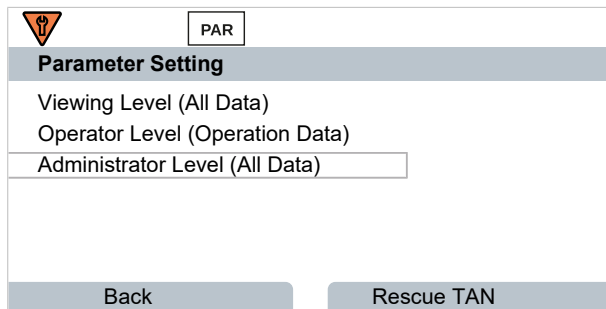 PAR
Parameter Setting
Viewing Level (All Data)
Operator Level (Operation Data)
Administrator Level (All Data)
Back
Rescue TAN